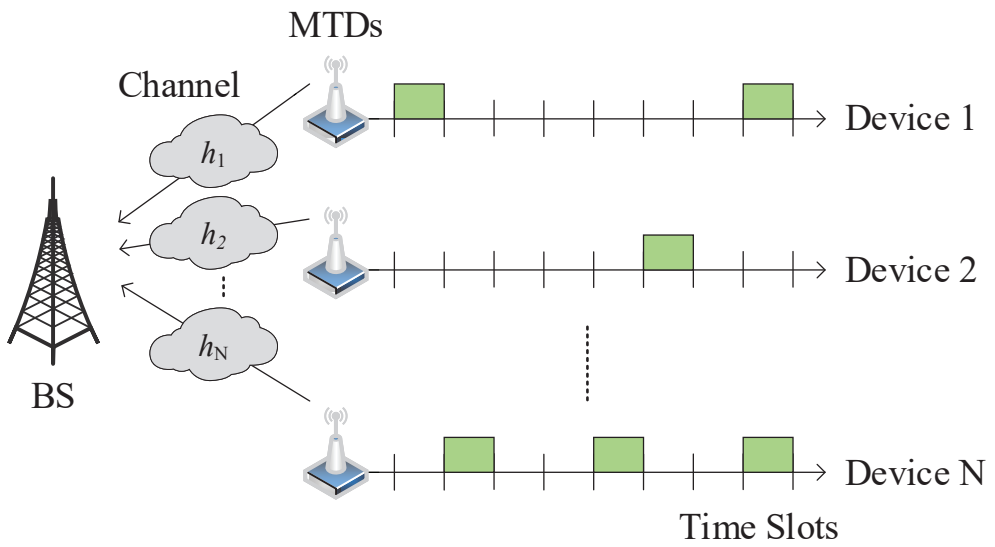 MTDs
Channel
Device 1
h1
h2
Device 2
hN
BS
Device N
Time Slots